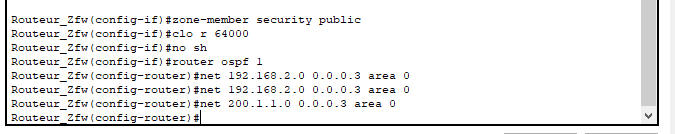 Routeur_Zfw(config-if)#zone-member security public
Routeur_Zfw(config-if)#clo r 64000
Routeur_Zfw(config-if)#no sh
Routeur_Zfw(config-if)#router ospf 1
Routeur_Zfw(config-router)#net 192.168.2.0 0.0.0.3 area 0
Routeur_Zfw(config-router)#net 192.168.2.0 0.0.0.3 area 0
Routeur_Zfw(config-router)#net 200.1.1.0 0.0.0.3 area 0
Routeur_Zfw(config-router)#